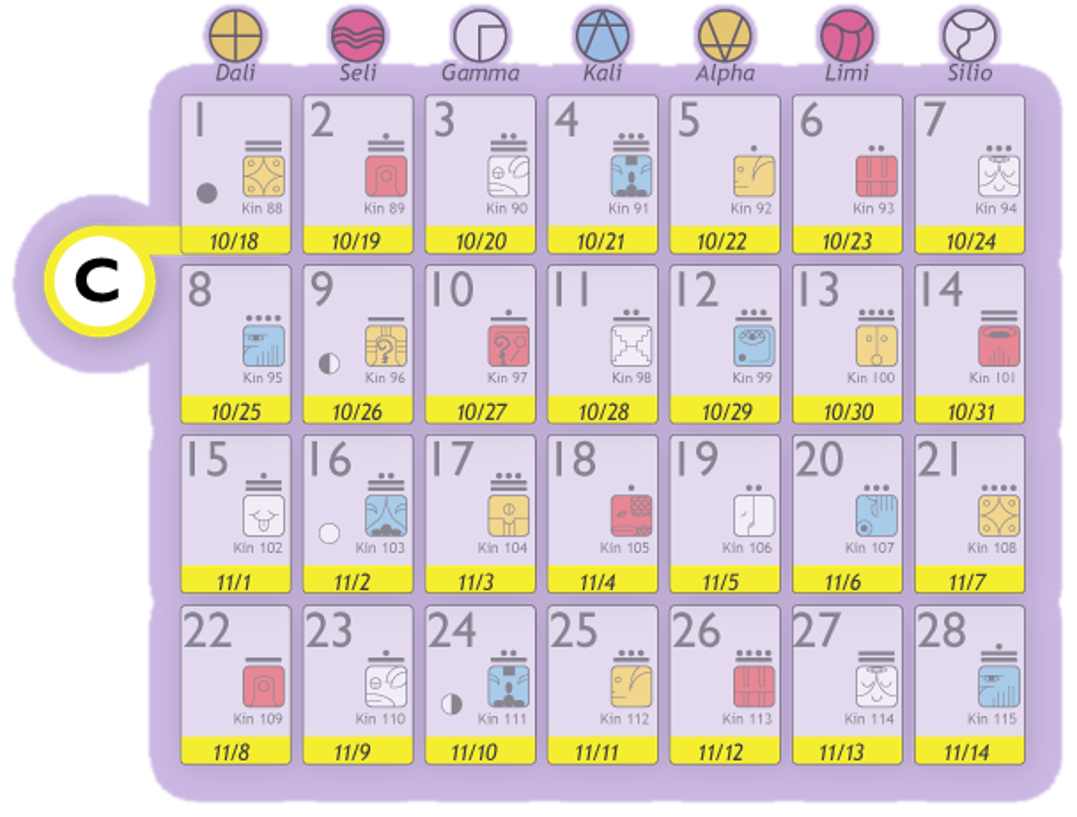 Dali Seli Gamma Kali Alpha Limi Silio
1 2 3 4 5 6 7
Kin 88 Kin 89 Kin 90 Kin 91 Kin 92 Kin 93 Kin 94
10/18 10/19 10/20 10/21 10/22 10/23 10/24
C
8 9 10 11 12 13 14
Kin 95 Kin 96 Kin 97 Kin 98 Kin 99 Kin 100 Kin 101
10/25 10/26 10/27 10/28 10/29 10/30 10/31
15 16 17 18 19 20 21
Kin 102 Kin 103 Kin 104 Kin 105 Kin 106 Kin 107 Kin 108
11/1 11/2 11/3 11/4 11/5 11/6 11/7
22 23 24 25 26 27 28
Kin 109 Kin 110 Kin 111 Kin 112 Kin 113 Kin 114 Kin 115
11/8 11/9 11/10 11/11 11/12 11/13 11/14